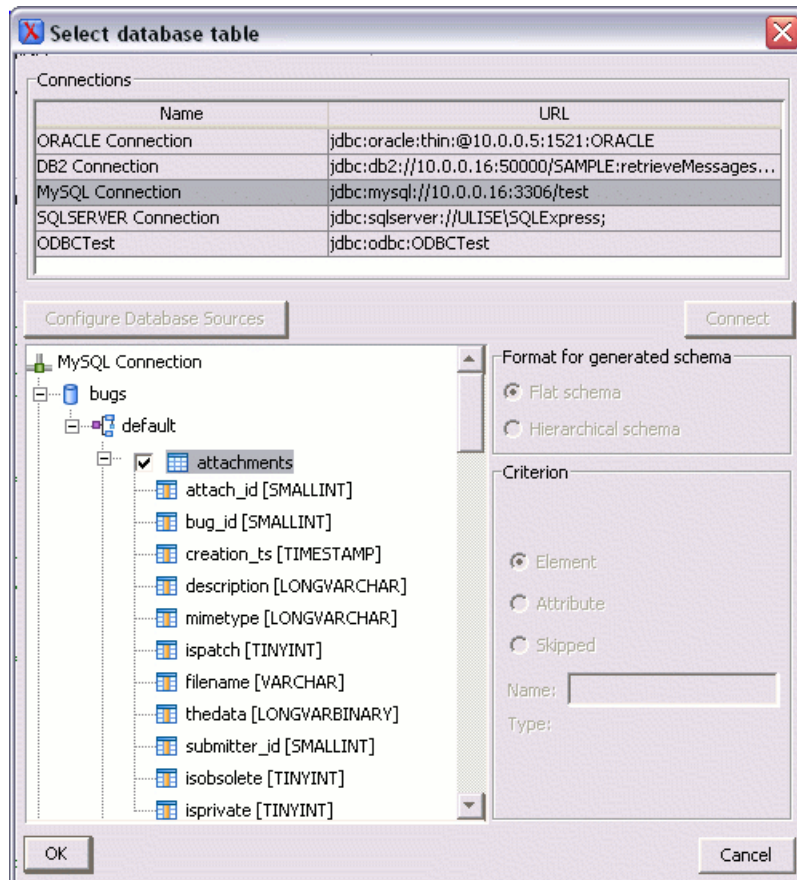 Select database table
Connections
Name URL
ORACLE Connection jdbc:oracle:thin:@10.0.0.5:1521:ORACLE
DB2 Connection jdbc:db2://10.0.0.16:50000/SAMPLE:retrieveMessages...
MySQL Connection jdbc:mysql://10.0.0.16:3306/test
SQLSERVER Connection jdbc:sqlserver://ULISE\SQLExpress;
ODBCTest jdbc:odbc:ODBCTest
Configure Database Sources Connect
MySQL Connection
bugs
default
attachments
attach_id [SMALLINT]
bug_id [SMALLINT]
creation_ts [TIMESTAMP]
description [LONGVARCHAR]
mimetype [LONGVARCHAR]
ispatch [TINYINT]
filename [VARCHAR]
thedata [LONGVARBINARY]
submitter_id [SMALLINT]
isobsolete [TINYINT]
isprivate [TINYINT]
Format for generated schema
Flat schema
Hierarchical schema
Criterion
Element
Attribute
Skipped
Name:
Type:
OK Cancel